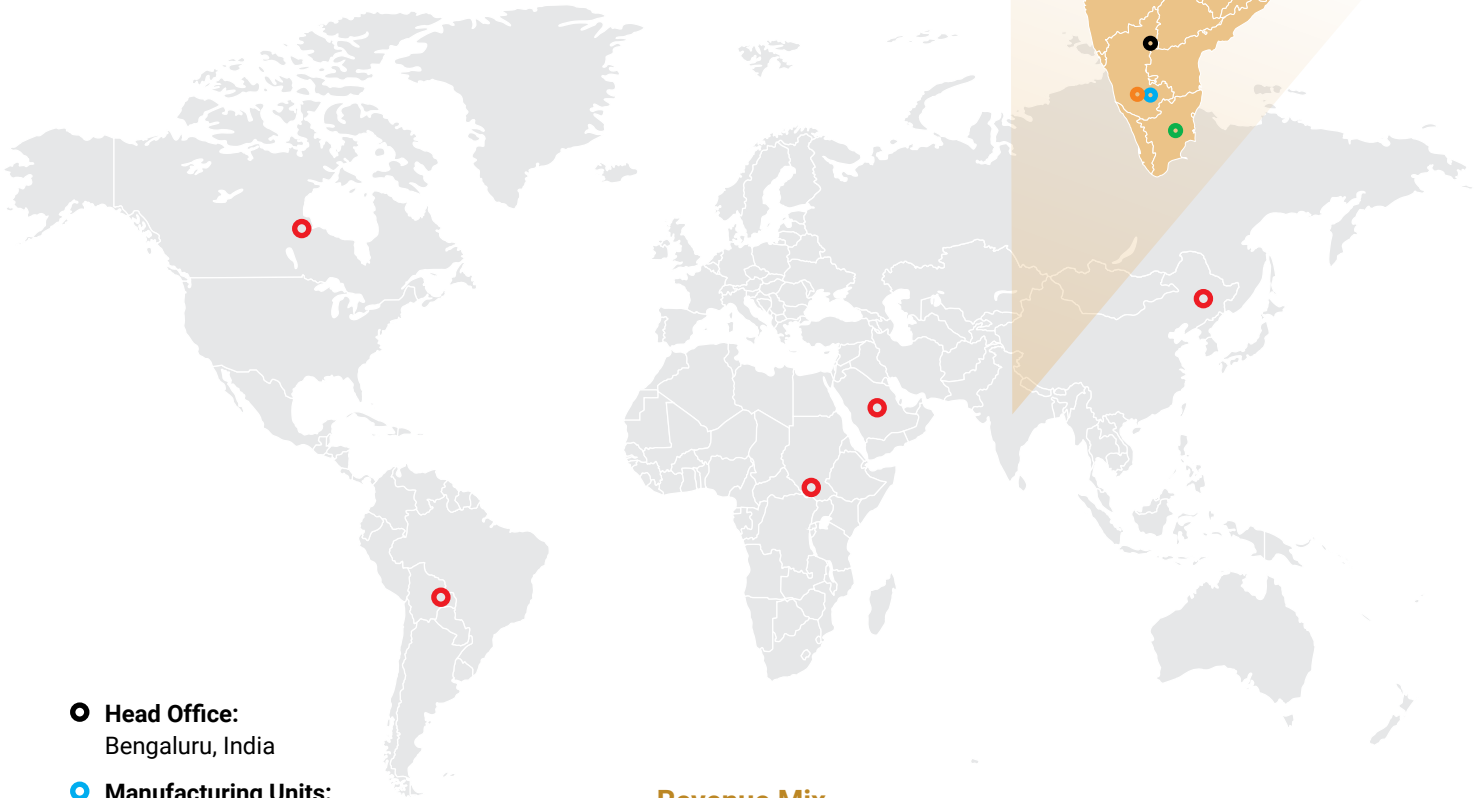 Head Office:
Bengaluru, India
Manufacturing Units:
Revenue Mix